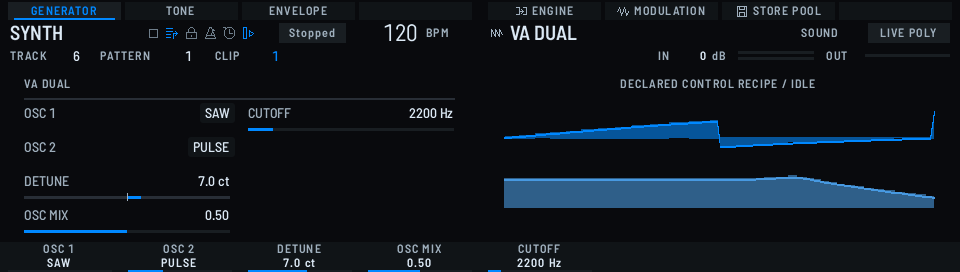 GENERATOR TONE ENVELOPE ENGINE MODULATION STORE POOL
SYNTH Stopped 120 BPM VA DUAL SOUND LIVE POLY
TRACK 6 PATTERN 1 CLIP 1 IN 0 dB OUT
VA DUAL DECLARED CONTROL RECIPE / IDLE
OSC 1 SAW CUTOFF 2200 Hz
OSC 2 PULSE
DETUNE 7.0 ct
OSC MIX 0.50
OSC 1 OSC 2 DETUNE OSC MIX CUTOFF
SAW PULSE 7.0 ct 0.50 2200 Hz